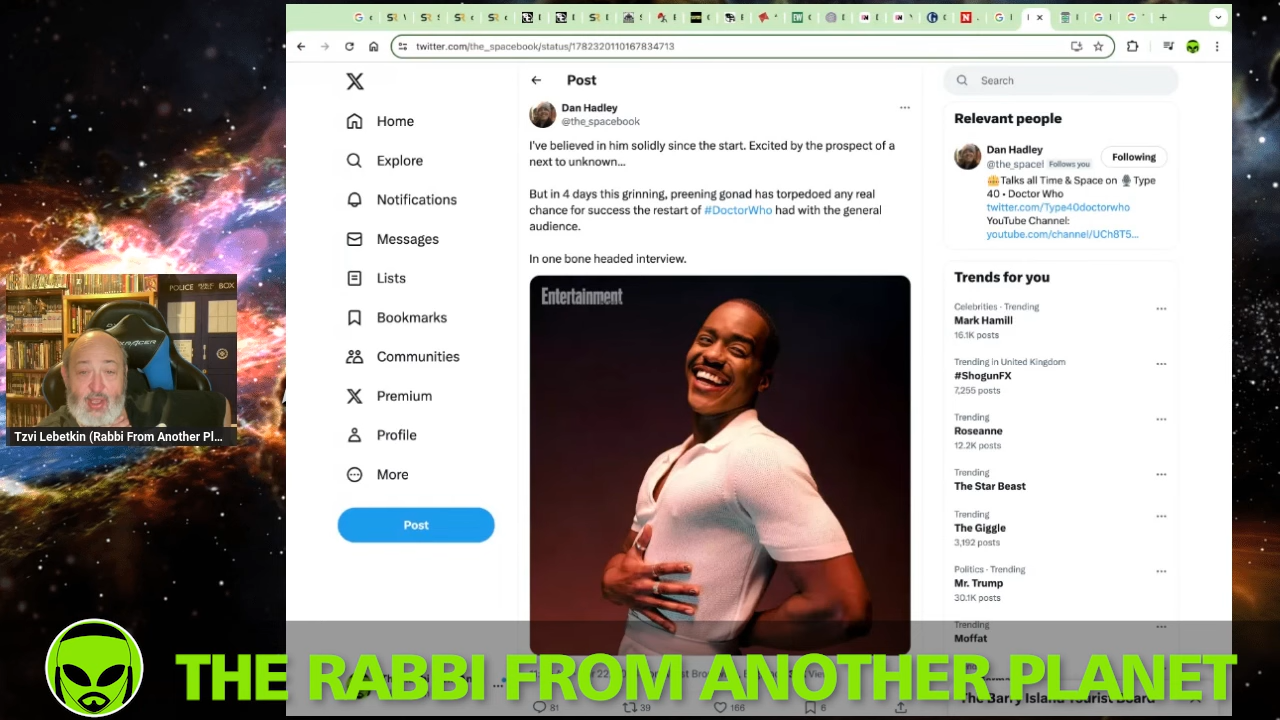 twitter.com/the_spacebook/status/1782320110167834713
Home
Explore
Notifications
Messages
Lists
Bookmarks
Communities
Premium
Profile
More
Post
Post
Dan Hadley
@the_spacebook
I've believed in him solidly since the start. Excited by the prospect of a
next to unknown...
But in 4 days this grinning, preening gonad has torpedoed any real
chance for success the restart of #DoctorWho had with the general
audience.
In one bone headed interview.
Entertainment
81
39
166
6
Search
Relevant people
Dan Hadley
@the_spacel Follows you
Following
Talks all Time & Space on Type
40 • Doctor Who
twitter.com/Type40doctorwho
YouTube Channel:
youtube.com/channel/UCh8T5...
Trends for you
Celebrities · Trending
Mark Hamill
16.1K posts
Trending in United Kingdom
#ShogunFX
7,255 posts
Trending
Roseanne
12.2K posts
Trending
The Star Beast
Trending
The Giggle
3,192 posts
Politics · Trending
Mr. Trump
30.1K posts
Trending
Moffat
The Barry Island Tourist Board
POLICE BOX
Tzvi Lebetkin (Rabbi From Another Pl...
THE RABBI FROM ANOTHER PLANET